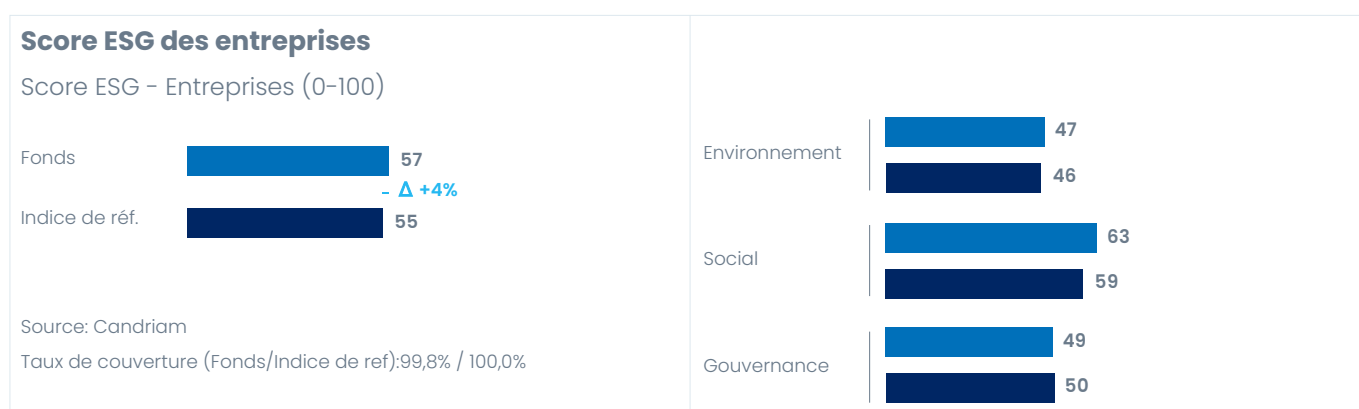 Score ESG des entreprises
Score ESG - Entreprises (0-100)
Fonds
57
Δ +4%
Indice de réf.
55
Source: Candriam
Taux de couverture (Fonds/Indice de ref):99,8% / 100,0%
Environnement
47
46
Social
63
59
Gouvernance
49
50